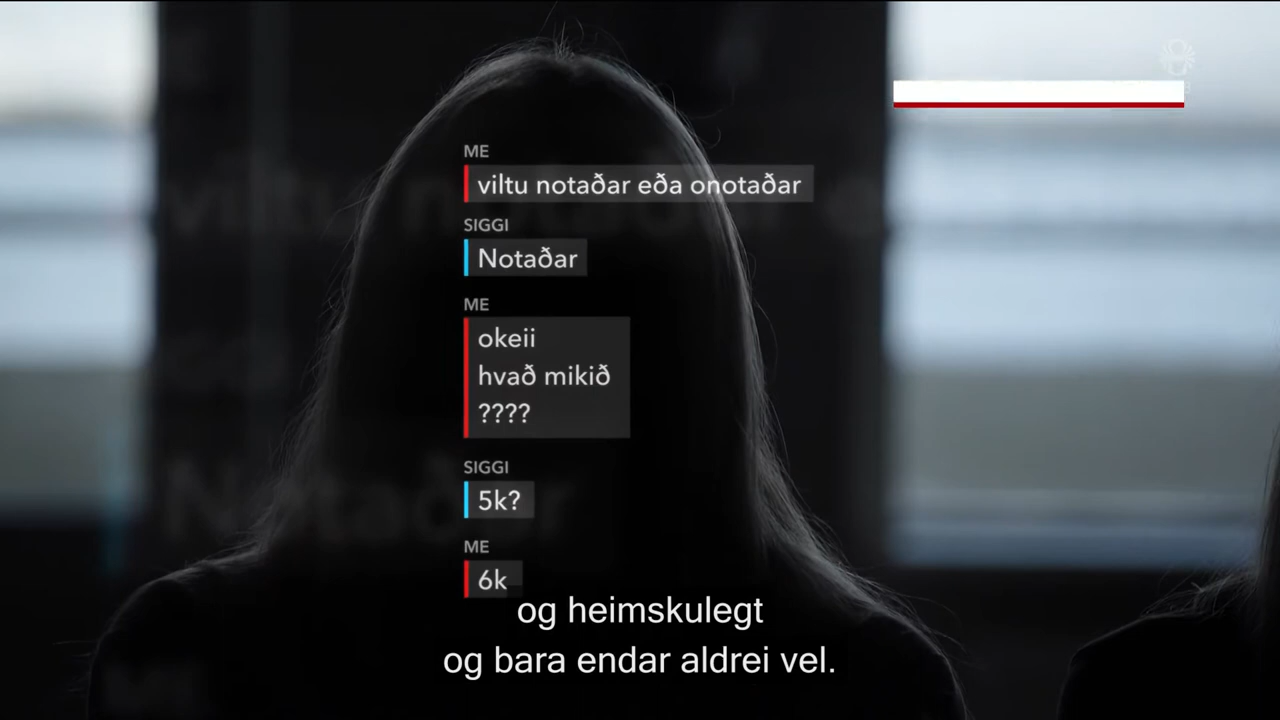 ME
viltu notaðar eða onotaðar
SIGGI
Notaðar
ME
okeii
hvað mikið
????
SIGGI
5k?
ME
6k
og heimskulegt
og bara endar aldrei vel.